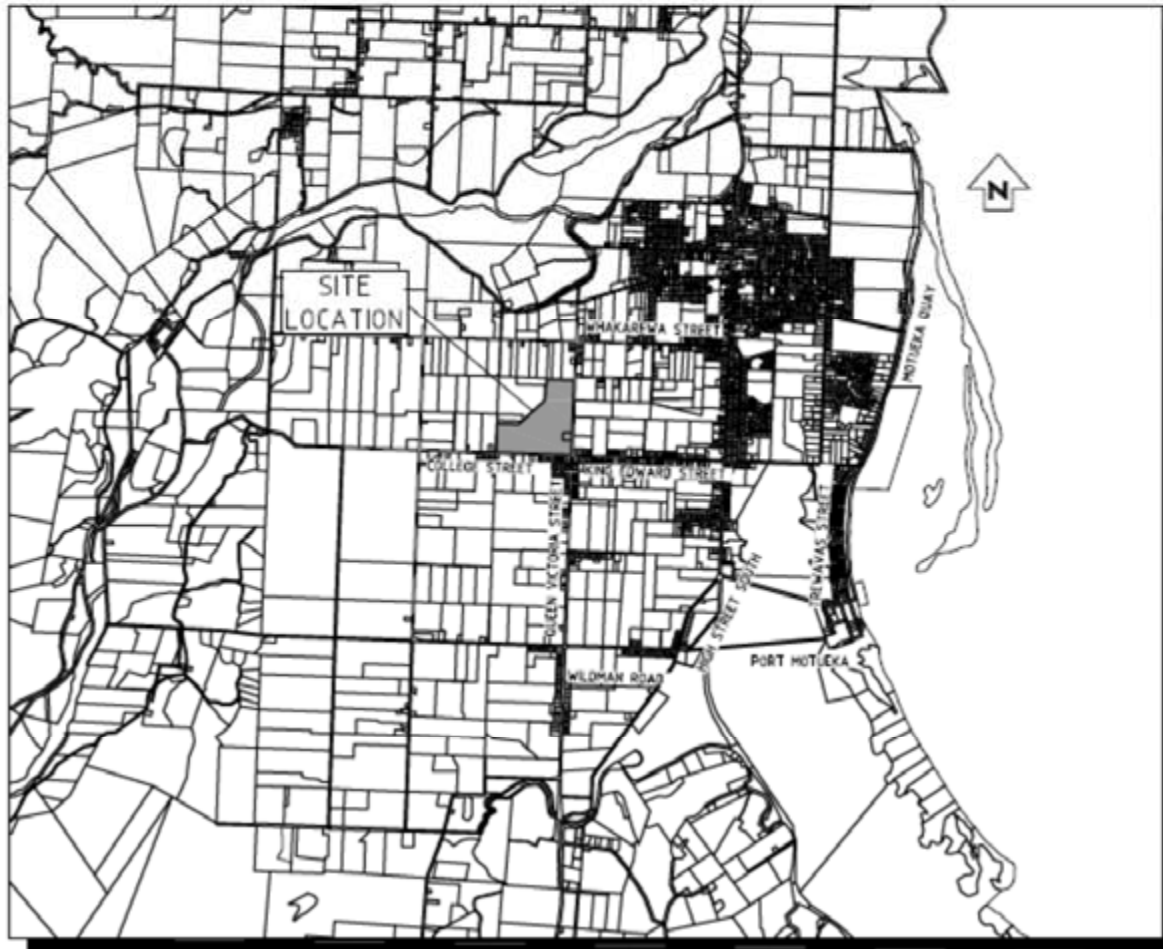 N
SITE
LOCATION
WHAKAREWA STREET
MOTUEKA QUAY
COLLEGE STREET
KING EDWARD STREET
QUEEN VICTORIA STREET
TREWAVAS STREET
HIGH STREET SOUTH
PORT MOTUEKA
WILDMAN ROAD